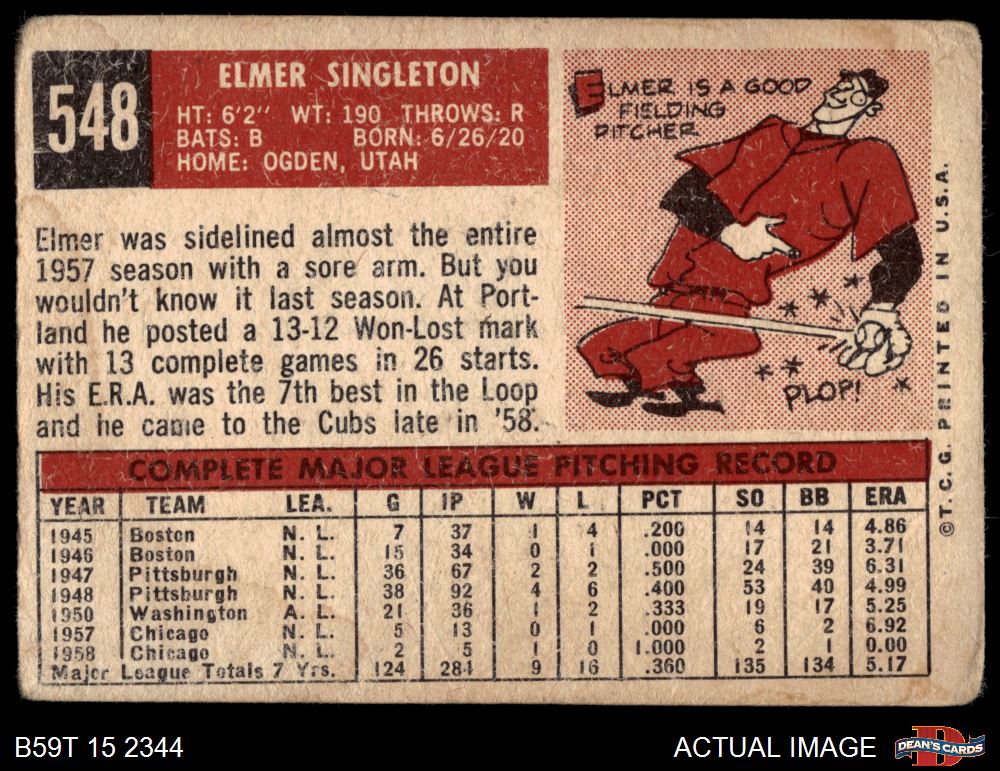 548
ELMER SINGLETON
HT: 6'2" WT: 190 THROWS: R
BATS: B BORN: 6/26/20
HOME: OGDEN, UTAH
Elmer was sidelined almost the entire
1957 season with a sore arm. But you
wouldn't know it last season. At Port-
land he posted a 13-12 Won-Lost mark
with 13 complete games in 26 starts.
His E.R.A. was the 7th best in the Loop
and he came to the Cubs late in '58.
ELMER IS A GOOD
FIELDING
PITCHER
PLOP!
©T. C. G. PRINTED IN U.S.A.
COMPLETE MAJOR LEAGUE PITCHING RECORD
YEAR TEAM LEA. G IP W L PCT SO BB ERA
1945 Boston N. L. 7 37 1 4 .200 14 14 4.86
1946 Boston N. L. 15 34 0 1 .000 17 21 3.71
1947 Pittsburgh N. L. 36 67 2 2 .500 24 39 6.31
1948 Pittsburgh N. L. 38 92 4 6 .400 53 40 4.99
1950 Washington A. L. 21 36 1 2 .333 19 17 5.25
1957 Chicago N. L. 5 13 0 1 .000 6 2 6.92
1958 Chicago N. L. 2 5 1 0 1.000 2 1 0.00
Major League Totals 7 Yrs. 124 284 9 16 .360 135 134 5.17
B59T 15 2344
ACTUAL IMAGE
DEAN'S CARDS